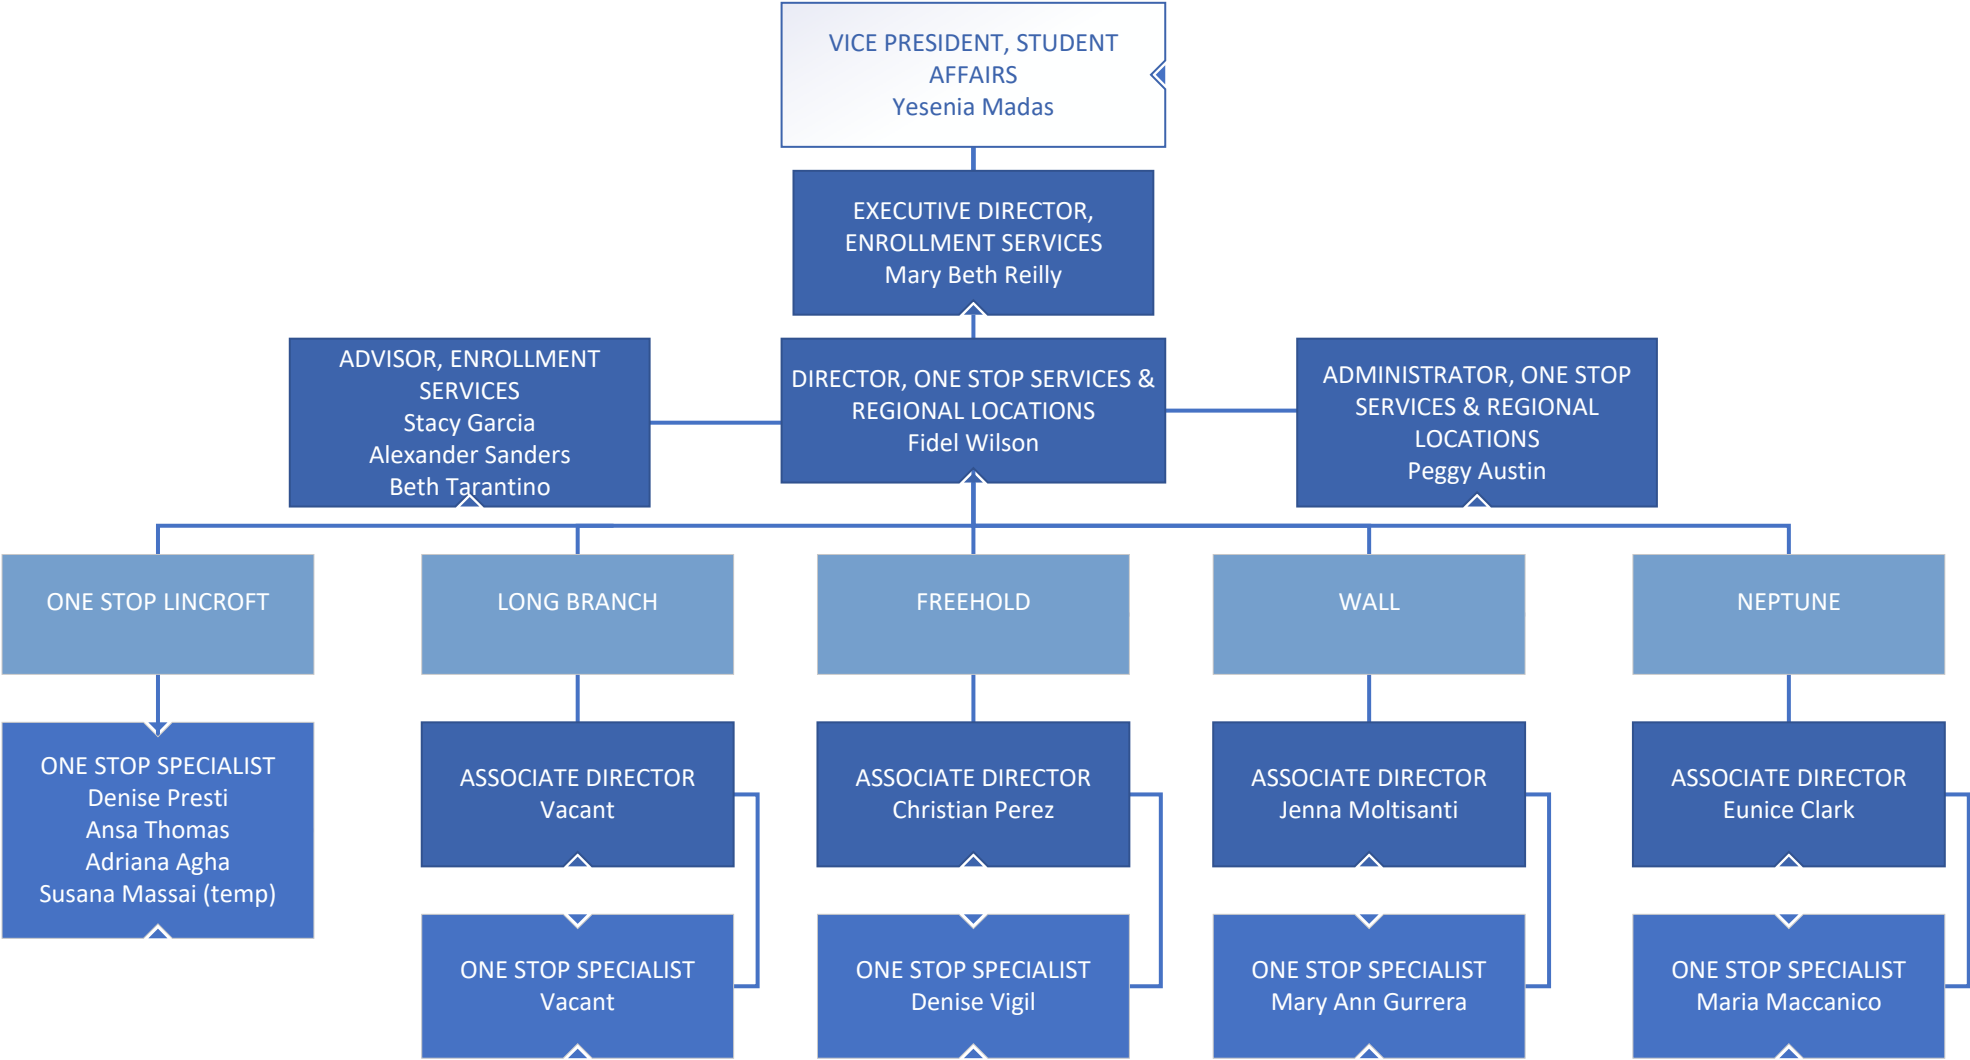 VICE PRESIDENT, STUDENT
AFFAIRS
Yesenia Madas
EXECUTIVE DIRECTOR,
ENROLLMENT SERVICES
Mary Beth Reilly
ADVISOR, ENROLLMENT
SERVICES
Stacy Garcia
Alexander Sanders
Beth Tarantino
DIRECTOR, ONE STOP SERVICES &
REGIONAL LOCATIONS
Fidel Wilson
ADMINISTRATOR, ONE STOP
SERVICES & REGIONAL
LOCATIONS
Peggy Austin
ONE STOP LINCROFT
LONG BRANCH
FREEHOLD
WALL
NEPTUNE
ONE STOP SPECIALIST
Denise Presti
Ansa Thomas
Adriana Agha
Susana Massai (temp)
ASSOCIATE DIRECTOR
Vacant
ASSOCIATE DIRECTOR
Christian Perez
ASSOCIATE DIRECTOR
Jenna Moltisanti
ASSOCIATE DIRECTOR
Eunice Clark
ONE STOP SPECIALIST
Vacant
ONE STOP SPECIALIST
Denise Vigil
ONE STOP SPECIALIST
Mary Ann Gurrera
ONE STOP SPECIALIST
Maria Maccanico